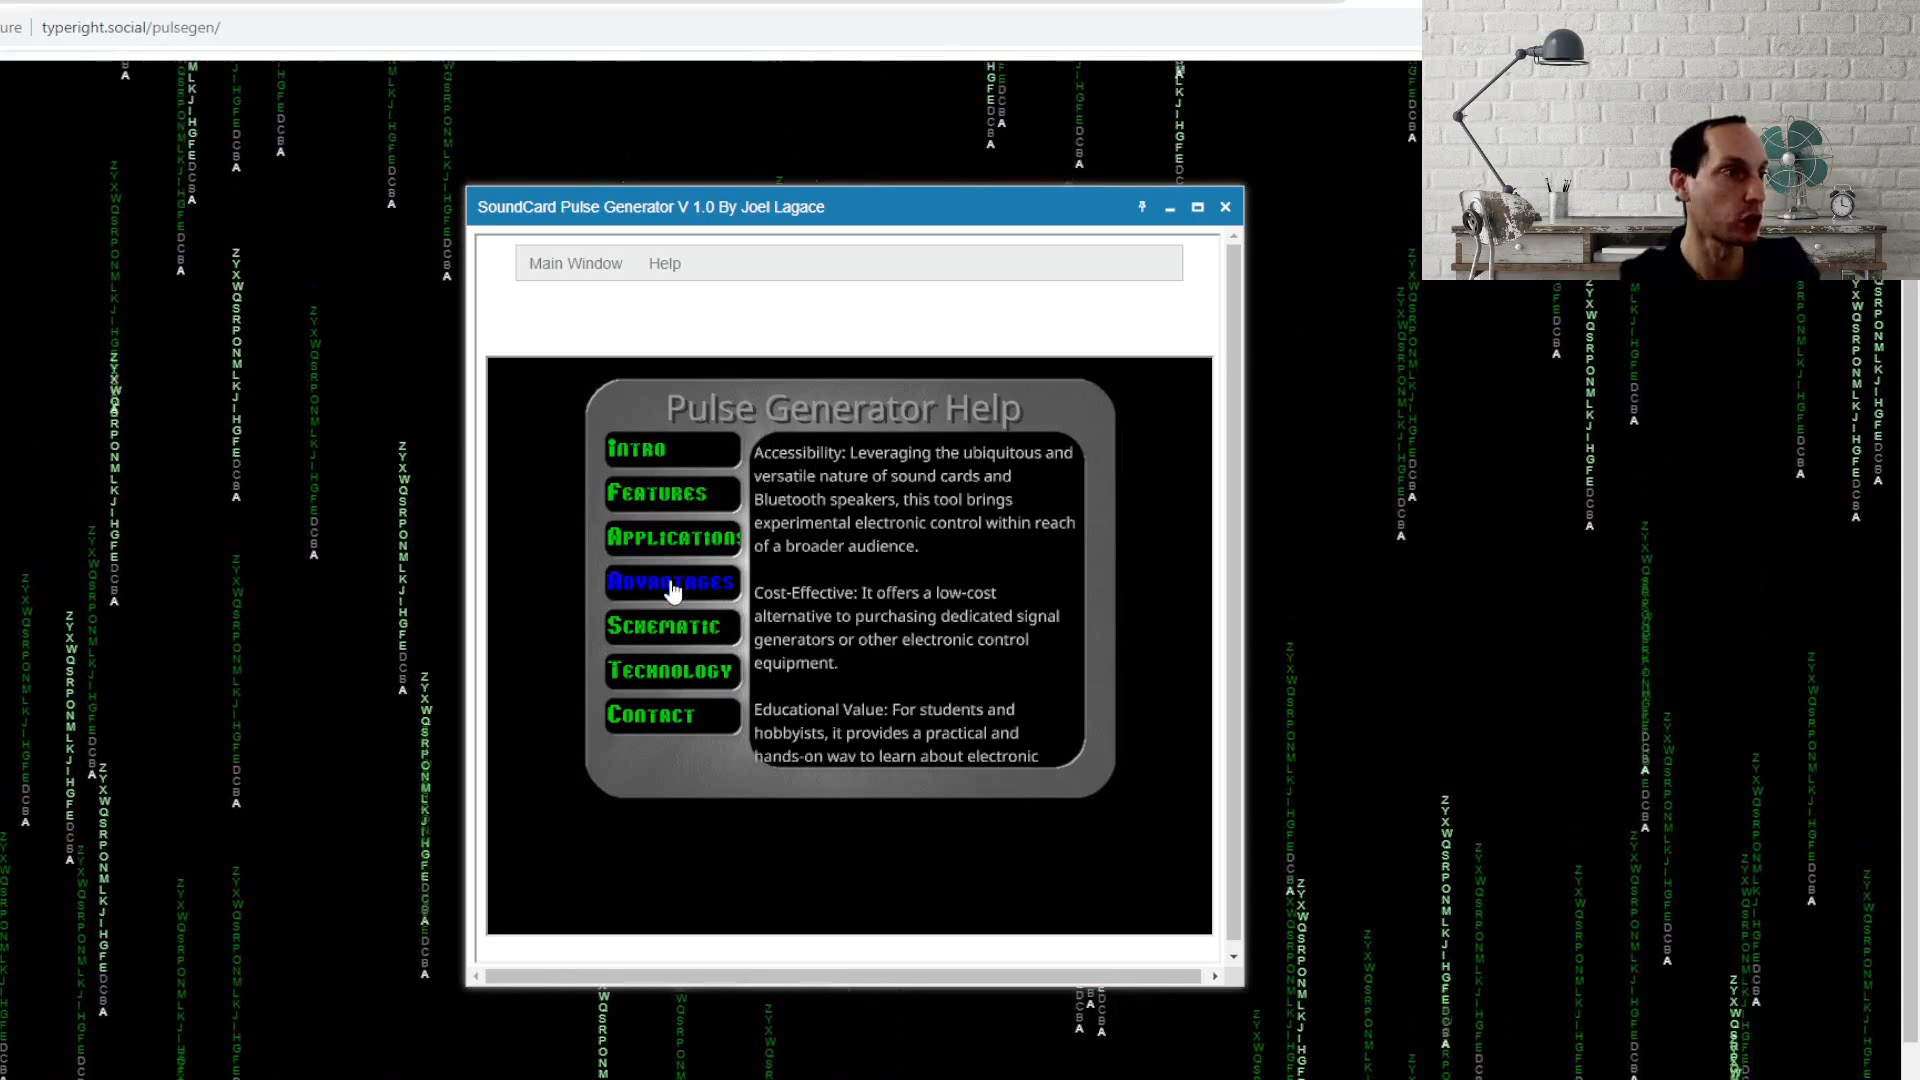 ure
typeright.social/pulsegen/
SoundCard Pulse Generator V 1.0 By Joel Lagace
Main Window Help
Pulse Generator Help
Intro
Features
Applications
Advantages
Schematic
Technology
Contact
Accessibility: Leveraging the ubiquitous and
versatile nature of sound cards and
Bluetooth speakers, this tool brings
experimental electronic control within reach
of a broader audience.
Cost-Effective: It offers a low-cost
alternative to purchasing dedicated signal
generators or other electronic control
equipment.
Educational Value: For students and
hobbyists, it provides a practical and
hands-on way to learn about electronic